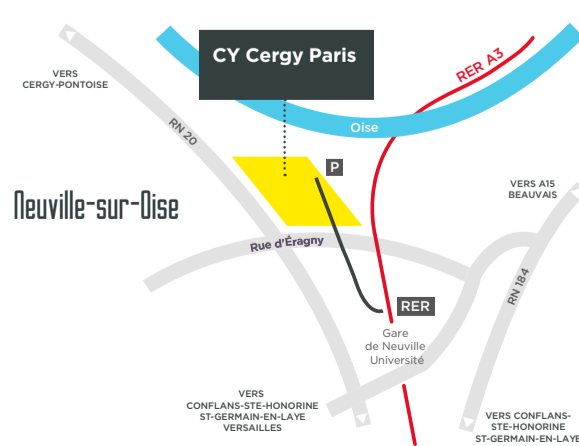 CY Cergy Paris
RER A3
VERS
CERGY-PONTOISE
Oise
RN 20
P
VERS A15
BEAUVAIS
Neuville-sur-Oise
Rue d'Éragny
RN 184
RER
Gare
de Neuville
Université
VERS
CONFLANS-STE-HONORINE
ST-GERMAIN-EN-LAYE
VERSAILLES
VERS CONFLANS-
STE-HONORINE
ST-GERMAIN-EN-LAYE